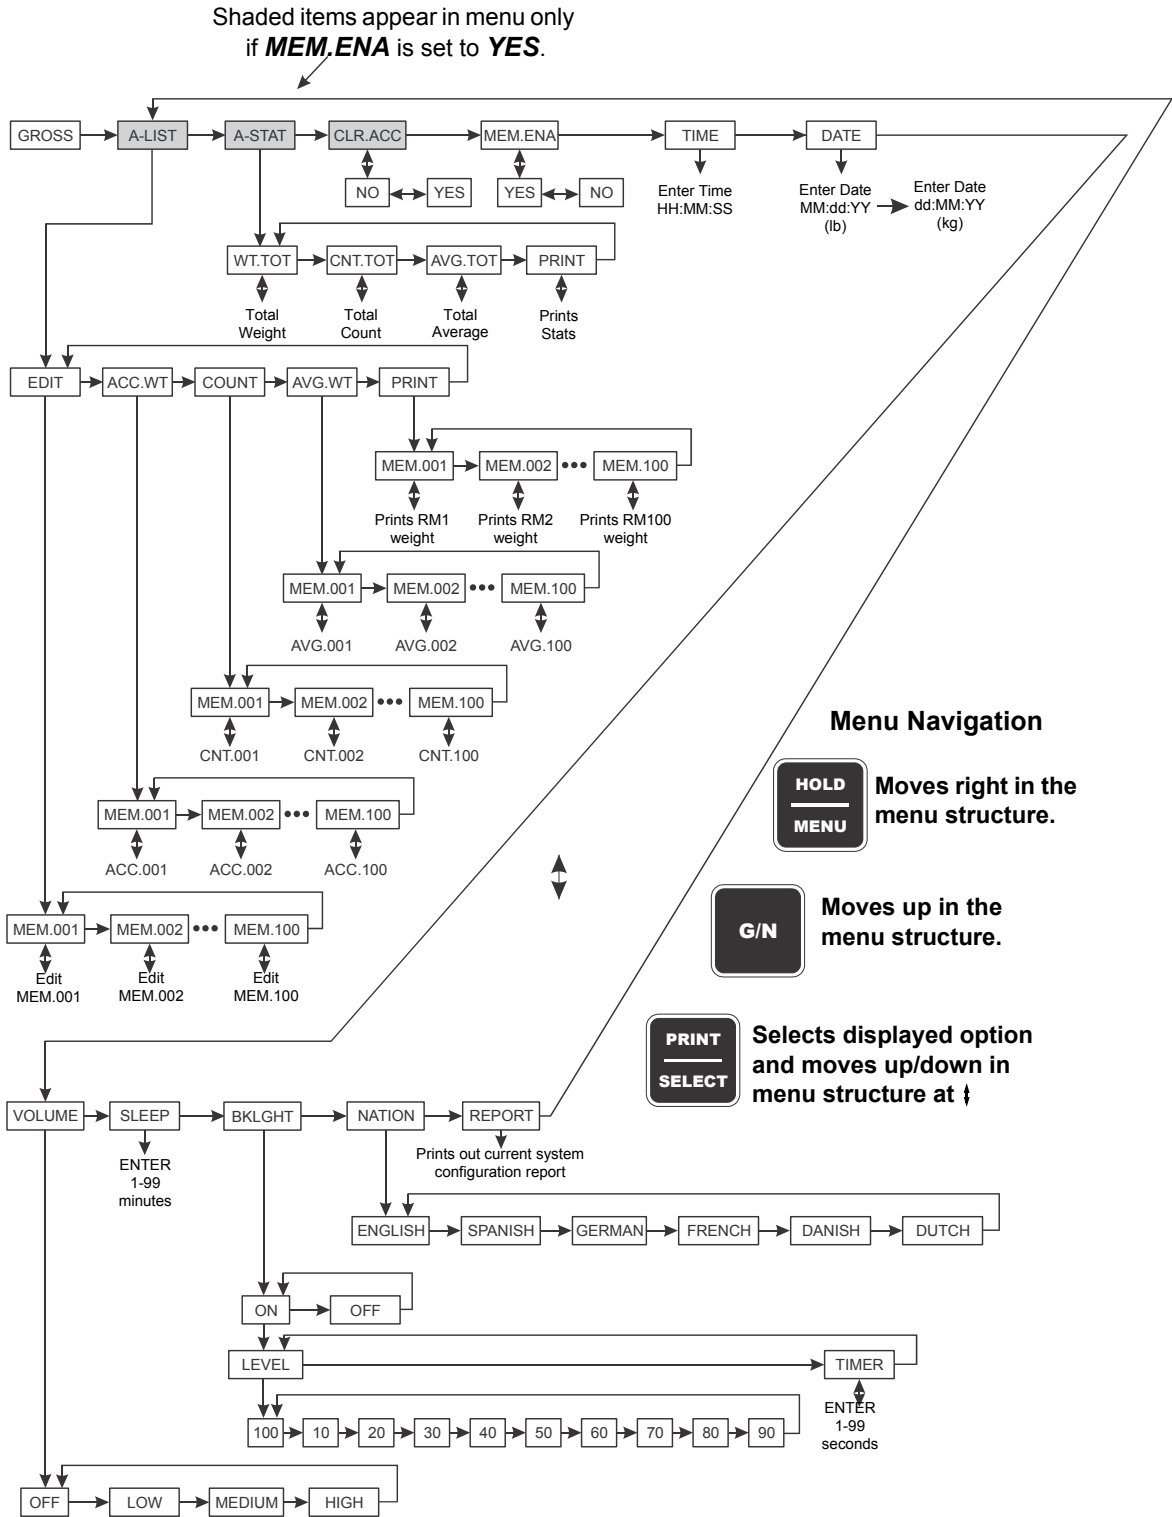 Shaded items appear in menu only
if MEM.ENA is set to YES.
GROSS A-LIST A-STAT CLR.ACC MEM.ENA TIME DATE
NO YES YES NO
Enter Time
HH:MM:SS
Enter Date
MM:dd:YY
(lb)
Enter Date
dd:MM:YY
(kg)
WT.TOT CNT.TOT AVG.TOT PRINT
Total
Weight
Total
Count
Total
Average
Prints
Stats
EDIT ACC.WT COUNT AVG.WT PRINT
MEM.001 MEM.002 ••• MEM.100
Prints RM1
weight
Prints RM2
weight
Prints RM100
weight
MEM.001 MEM.002 ••• MEM.100
AVG.001 AVG.002 AVG.100
MEM.001 MEM.002 ••• MEM.100
CNT.001 CNT.002 CNT.100
MEM.001 MEM.002 ••• MEM.100
ACC.001 ACC.002 ACC.100
MEM.001 MEM.002 ••• MEM.100
Edit
MEM.001
Edit
MEM.002
Edit
MEM.100
Menu Navigation
HOLD
MENU
Moves right in the
menu structure.
G/N
Moves up in the
menu structure.
PRINT
SELECT
Selects displayed option
and moves up/down in
menu structure at
VOLUME SLEEP BKLGHT NATION REPORT
ENTER
1-99
minutes
Prints out current system
configuration report
ENGLISH SPANISH GERMAN FRENCH DANISH DUTCH
ON OFF
LEVEL TIMER
ENTER
1-99
seconds
100 10 20 30 40 50 60 70 80 90
OFF LOW MEDIUM HIGH